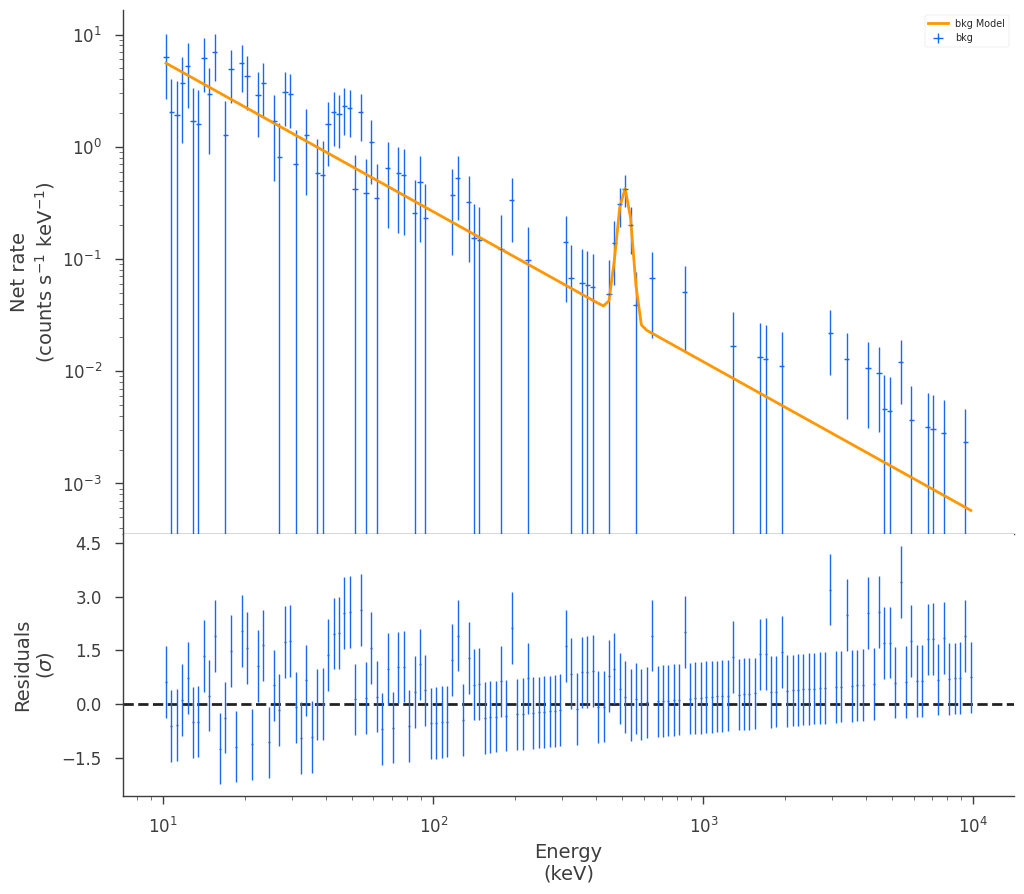 bkg Model
bkg
10¹
10⁰
10⁻¹
10⁻²
10⁻³
Net rate
(counts s⁻¹ keV⁻¹)
4.5
3.0
1.5
0.0
−1.5
Residuals
(σ)
10¹ 10² 10³ 10⁴
Energy
(keV)